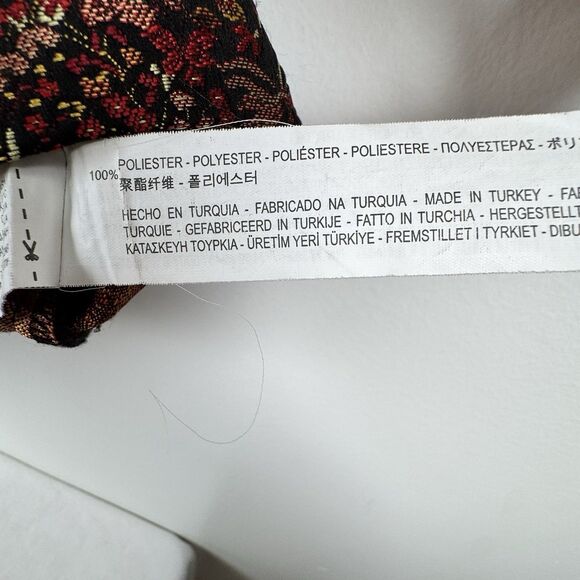 100% POLIESTER - POLYESTER - POLIÉSTER - POLIESTERE - ΠΟΛΥΕΣΤΕΡΑΣ - ポリ
聚酯纤维 - 폴리에스터
HECHO EN TURQUIA - FABRICADO NA TURQUIA - MADE IN TURKEY - FAB
TURQUIE - GEFABRICEERD IN TURKIJE - FATTO IN TURCHIA - HERGESTELLT
ΚΑΤΑΣΚΕΥΗ ΤΟΥΡΚΙΑ - ÜRETİM YERİ TÜRKİYE - FREMSTILLET I TYRKIET - DIBU